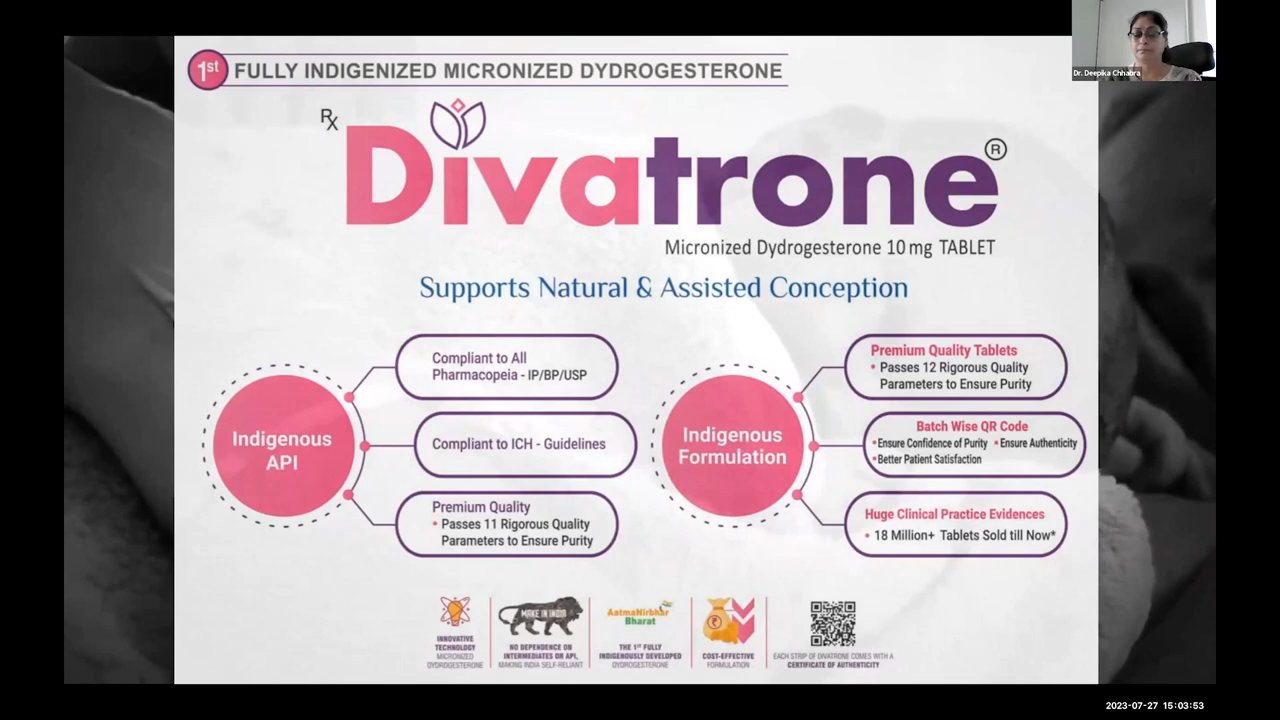 Dr. Deepika Chhabra
1st FULLY INDIGENIZED MICRONIZED DYDROGESTERONE
Rx
Divatrone®
Micronized Dydrogesterone 10 mg TABLET
Supports Natural & Assisted Conception
Indigenous
API
Compliant to All
Pharmacopeia - IP/BP/USP
Compliant to ICH - Guidelines
Premium Quality
• Passes 11 Rigorous Quality
Parameters to Ensure Purity
Indigenous
Formulation
Premium Quality Tablets
• Passes 12 Rigorous Quality
Parameters to Ensure Purity
Batch Wise QR Code
• Ensure Confidence of Purity • Ensure Authenticity
• Better Patient Satisfaction
Huge Clinical Practice Evidences
• 18 Million+ Tablets Sold till Now*
INNOVATIVE
TECHNOLOGY
MICRONIZED
DYDROGESTERONE
MAKE IN INDIA
NO DEPENDENCE ON
INTERMEDIATES OR API,
MAKING INDIA SELF-RELIANT
AatmaNirbhar
Bharat
THE 1ST FULLY
INDIGENOUSLY DEVELOPED
DYDROGESTERONE
₹
COST-EFFECTIVE
FORMULATION
EACH STRIP OF DIVATRONE COMES WITH A
CERTIFICATE OF AUTHENTICITY
2023-07-27 15:03:53